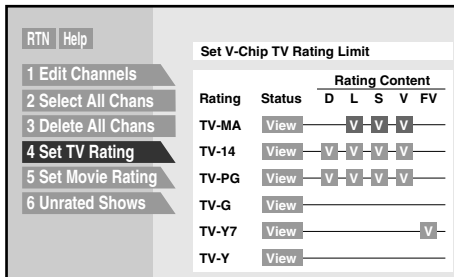 RTN Help
Set V-Chip TV Rating Limit
1 Edit Channels
2 Select All Chans
3 Delete All Chans
4 Set TV Rating
5 Set Movie Rating
6 Unrated Shows
Rating Content
Rating Status D L S V FV
TV-MA View V V V
TV-14 View V V V V
TV-PG View V V V V
TV-G View
TV-Y7 View V
TV-Y View